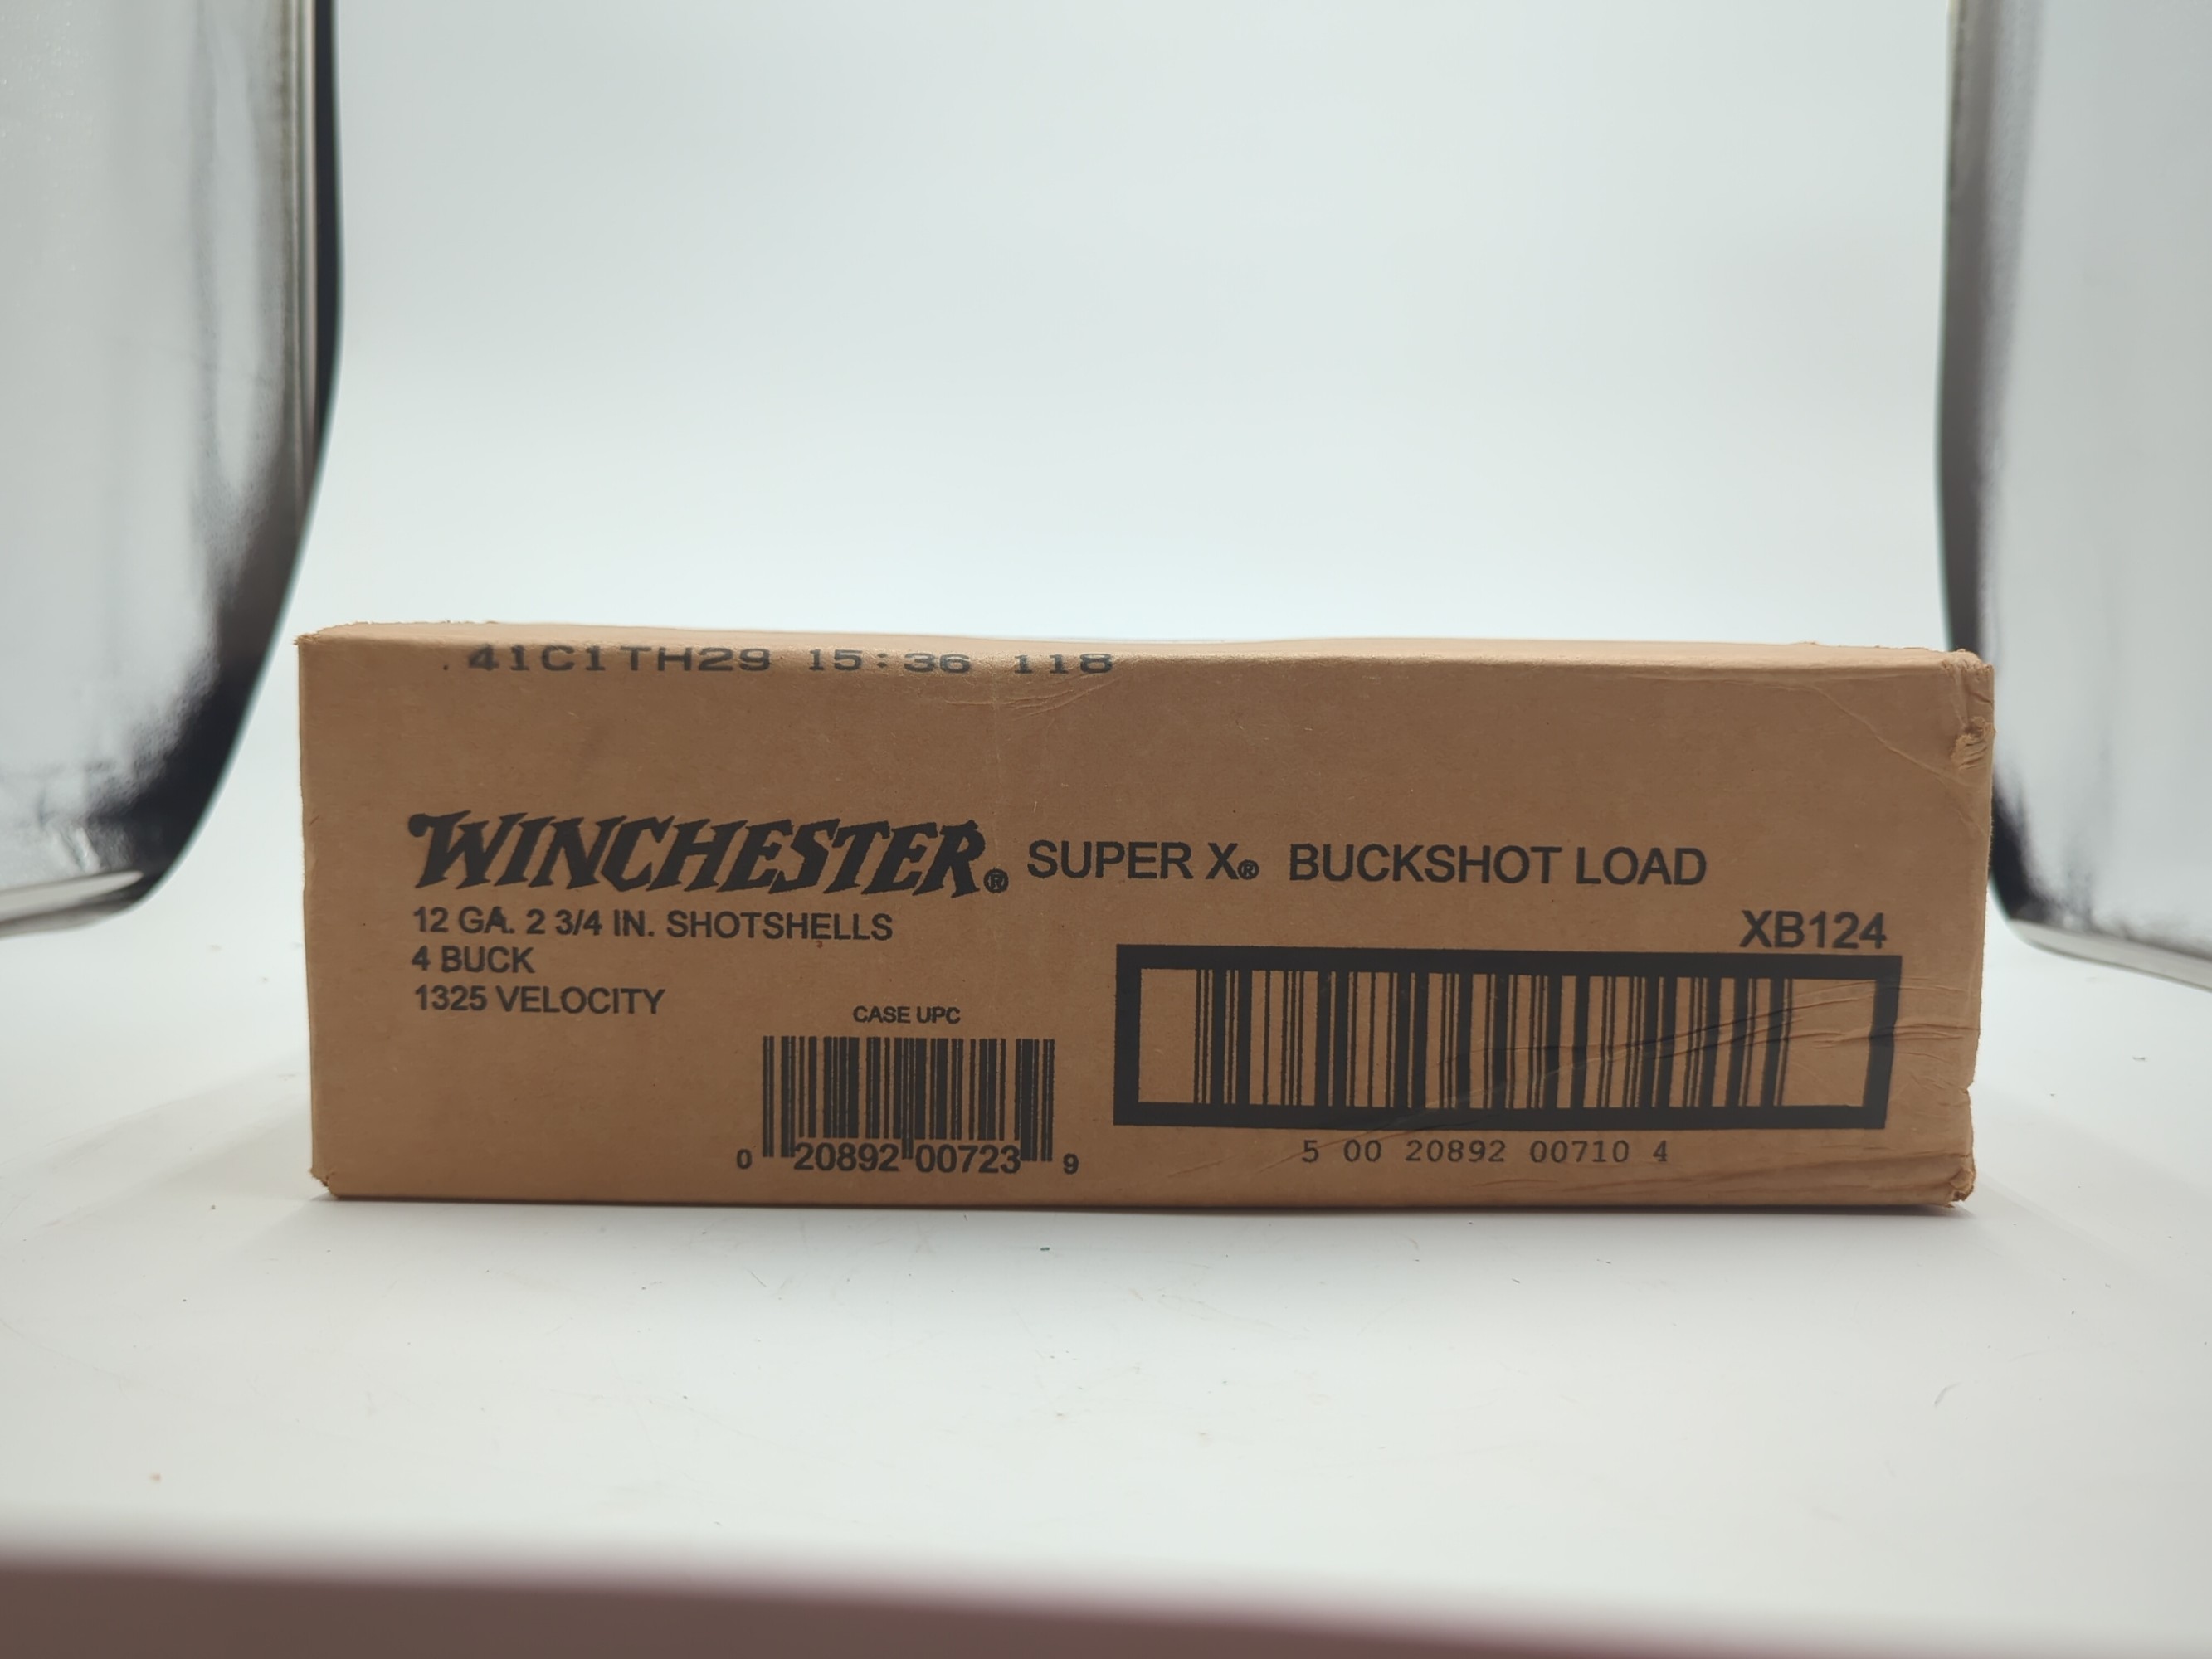 41C1TH29 15:36 118
WINCHESTER® SUPER X® BUCKSHOT LOAD
12 GA. 2 3/4 IN. SHOTSHELLS
4 BUCK
1325 VELOCITY
XB124
CASE UPC
0 20892 00723 9
5 00 20892 00710 4